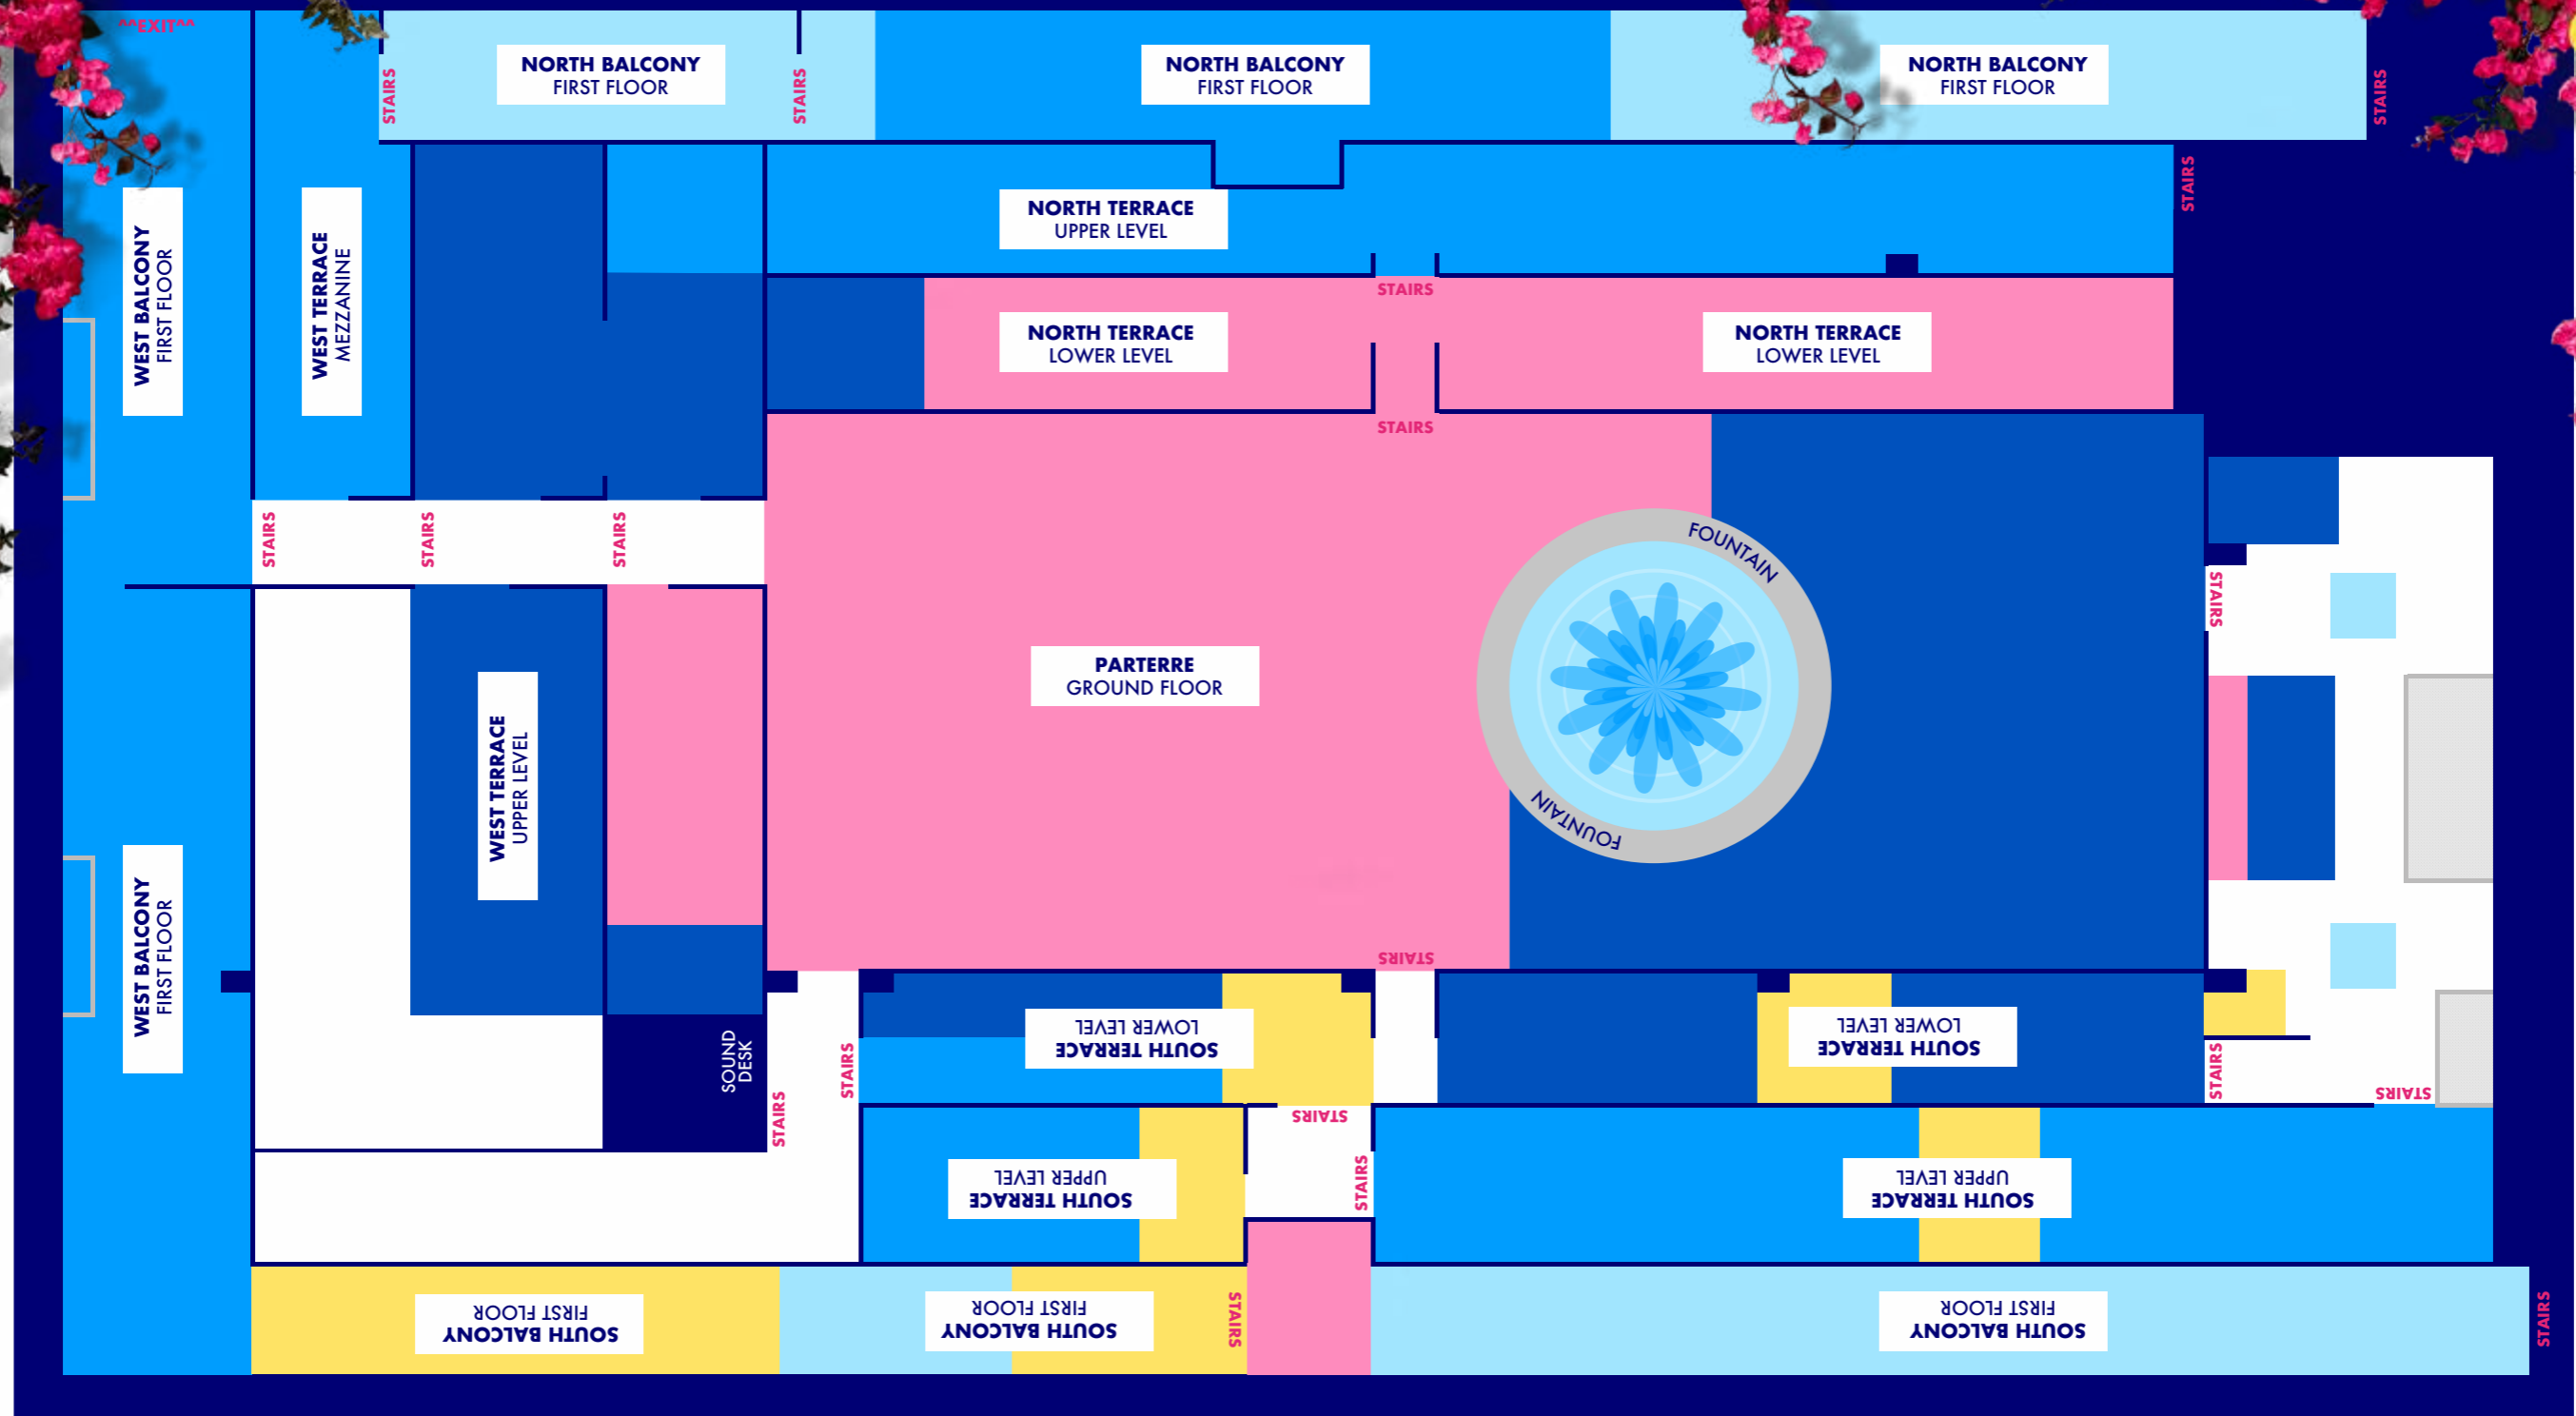 ^^EXIT^^
NORTH BALCONY
FIRST FLOOR
NORTH BALCONY
FIRST FLOOR
NORTH BALCONY
FIRST FLOOR
STAIRS
STAIRS
STAIRS
STAIRS
NORTH TERRACE
UPPER LEVEL
WEST BALCONY
FIRST FLOOR
WEST TERRACE
MEZZANINE
STAIRS
NORTH TERRACE
LOWER LEVEL
NORTH TERRACE
LOWER LEVEL
STAIRS
STAIRS
STAIRS
STAIRS
FOUNTAIN
STAIRS
PARTERRE
GROUND FLOOR
WEST TERRACE
UPPER LEVEL
FOUNTAIN
WEST BALCONY
FIRST FLOOR
STAIRS
SOUND
DESK
STAIRS
STAIRS
SOUTH TERRACE
LOWER LEVEL
SOUTH TERRACE
LOWER LEVEL
STAIRS
STAIRS
STAIRS
SOUTH TERRACE
UPPER LEVEL
STAIRS
SOUTH TERRACE
UPPER LEVEL
SOUTH BALCONY
FIRST FLOOR
SOUTH BALCONY
FIRST FLOOR
STAIRS
SOUTH BALCONY
FIRST FLOOR
STAIRS